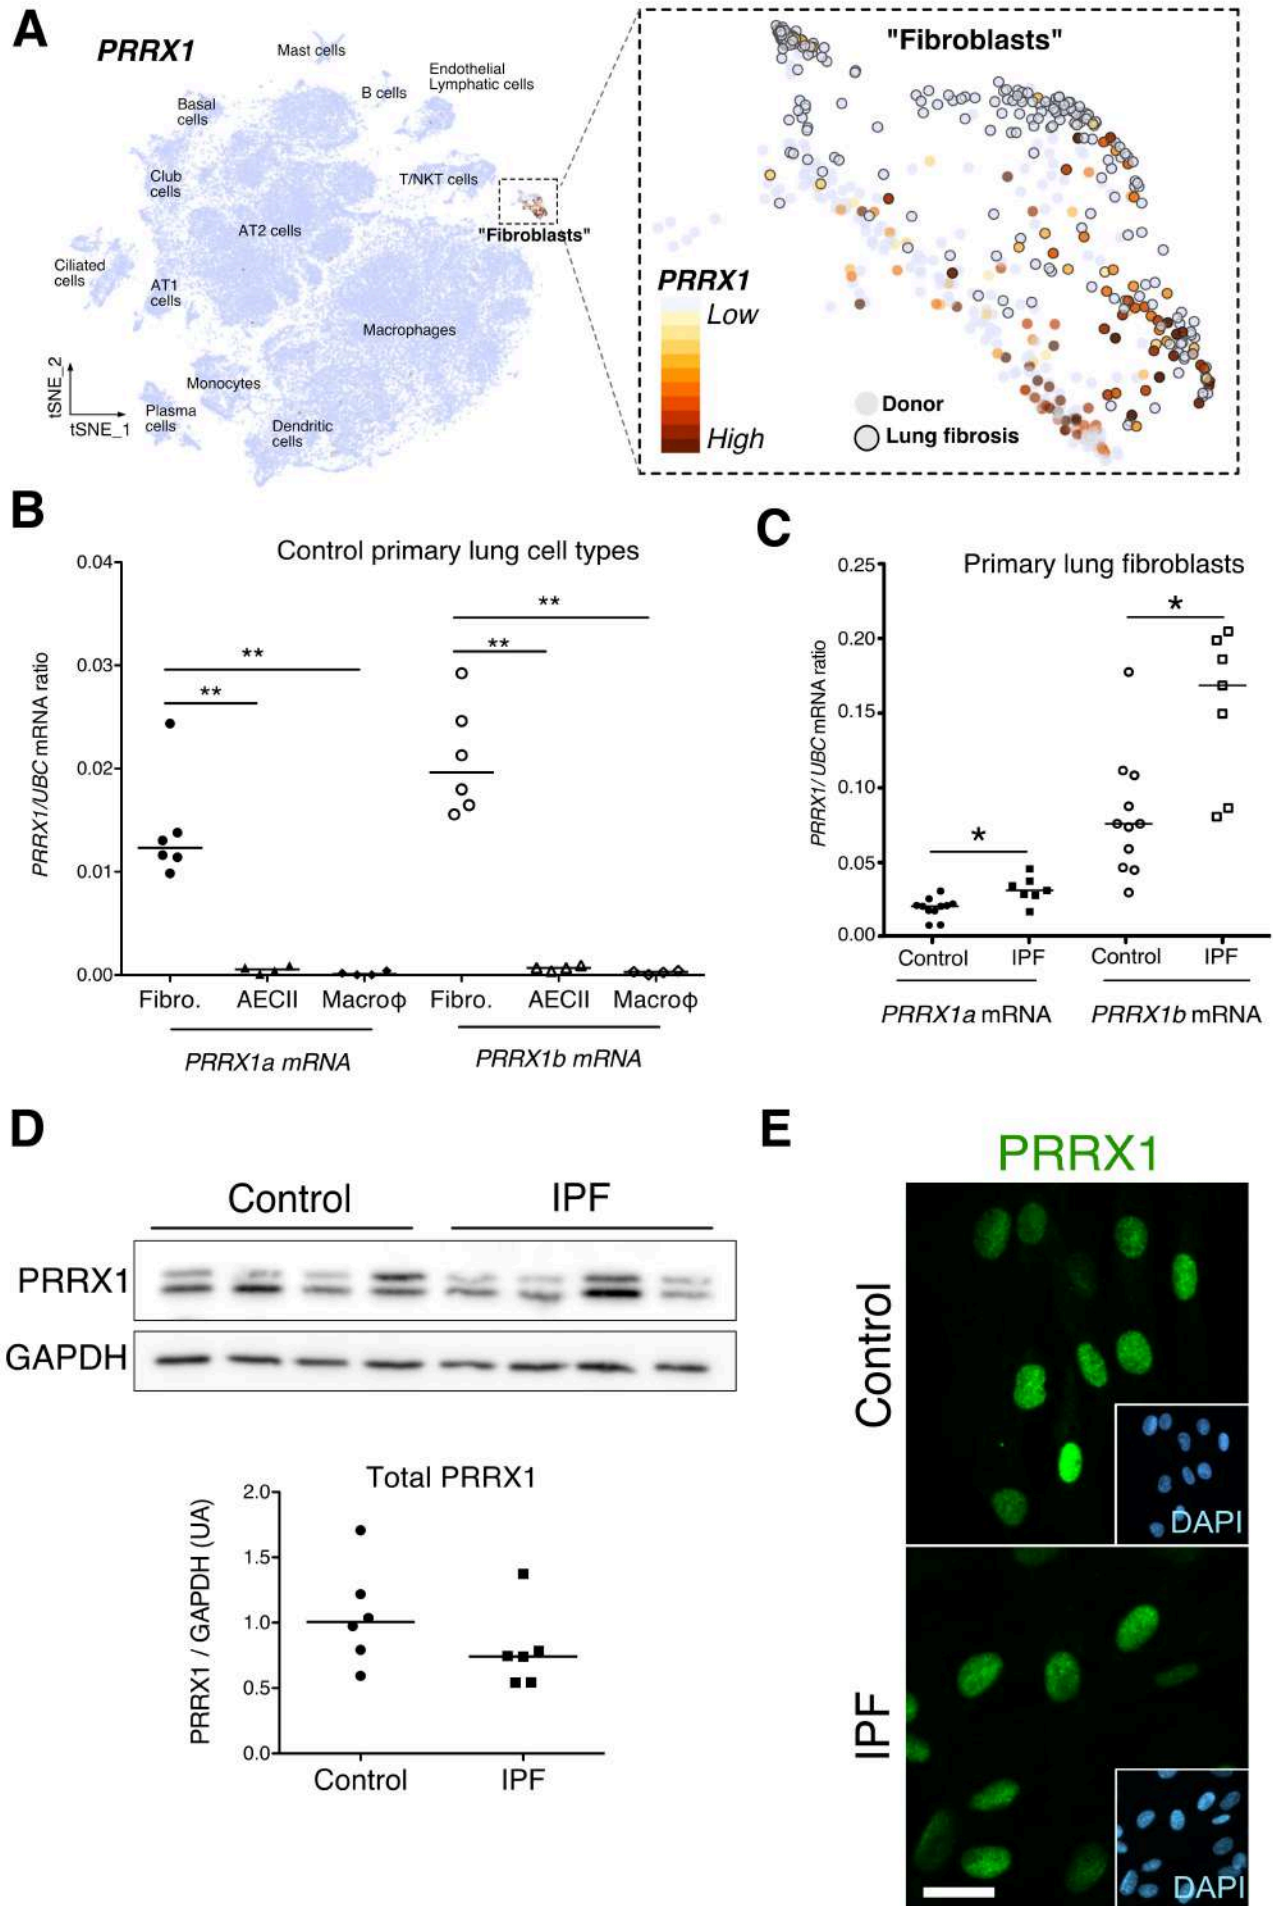 A
PRRX1
Mast cells
B cells
Endothelial
Lymphatic cells
Basal
cells
Club
cells
T/NKT cells
"Fibroblasts"
AT2 cells
Ciliated
cells
AT1
cells
Macrophages
Monocytes
Plasma
cells
Dendritic
cells
tSNE_2
tSNE_1
"Fibroblasts"
PRRX1
Low
High
Donor
Lung fibrosis
B
Control primary lung cell types
PRRX1/UBC mRNA ratio
0.04
0.03
0.02
0.01
0.00
**
**
**
**
Fibro.
AECII
Macroϕ
Fibro.
AECII
Macroϕ
PRRX1a mRNA
PRRX1b mRNA
C
Primary lung fibroblasts
PRRX1/ UBC mRNA ratio
0.25
0.20
0.15
0.10
0.05
0.00
*
*
Control
IPF
Control
IPF
PRRX1a mRNA
PRRX1b mRNA
D
Control
IPF
PRRX1
GAPDH
Total PRRX1
PRRX1 / GAPDH (UA)
2.0
1.5
1.0
0.5
0.0
Control
IPF
E
PRRX1
Control
DAPI
IPF
DAPI